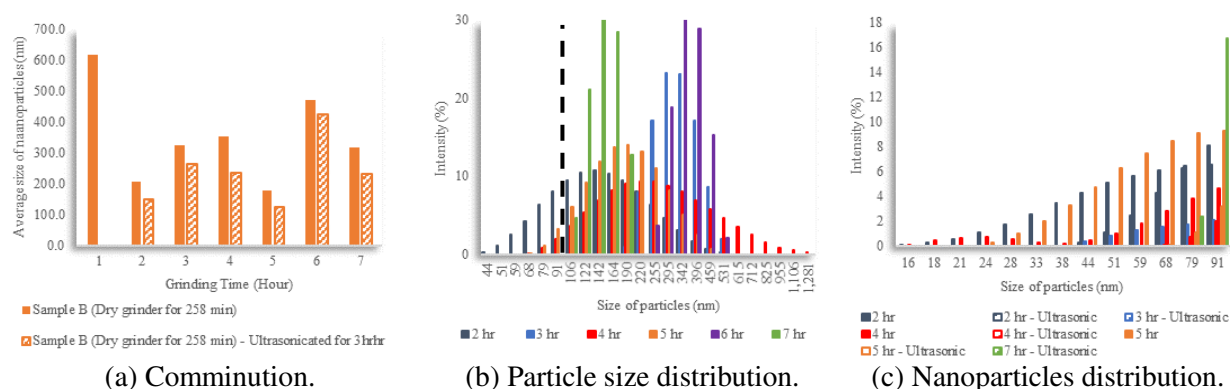 700.0
600.0
500.0
400.0
300.0
200.0
100.0
0.0
Average size of naanoparticles (nm)
1 2 3 4 5 6 7
Grinding Time (Hour)
Sample B (Dry grinder for 258 min)
Sample B (Dry grinder for 258 min) - Ultrasonicated for 3hrhr
(a) Comminution.
30
20
10
0
Intensity (%)
44 51 59 68 79 91 106 122 142 164 190 220 255 295 342 396 459 531 615 712 825 955 1,106 1,281
Size of particles (nm)
2 hr 3 hr 4 hr 5 hr 6 hr 7 hr
(b) Particle size distribution.
18
16
14
12
10
8
6
4
2
0
Intensity (%)
16 18 21 24 28 33 38 44 51 59 68 79 91
Size of particles (nm)
2 hr 2 hr - Ultrasonic 3 hr - Ultrasonic
4 hr 4 hr - Ultrasonic 5 hr
5 hr - Ultrasonic 7 hr - Ultrasonic
(c) Nanoparticles distribution.